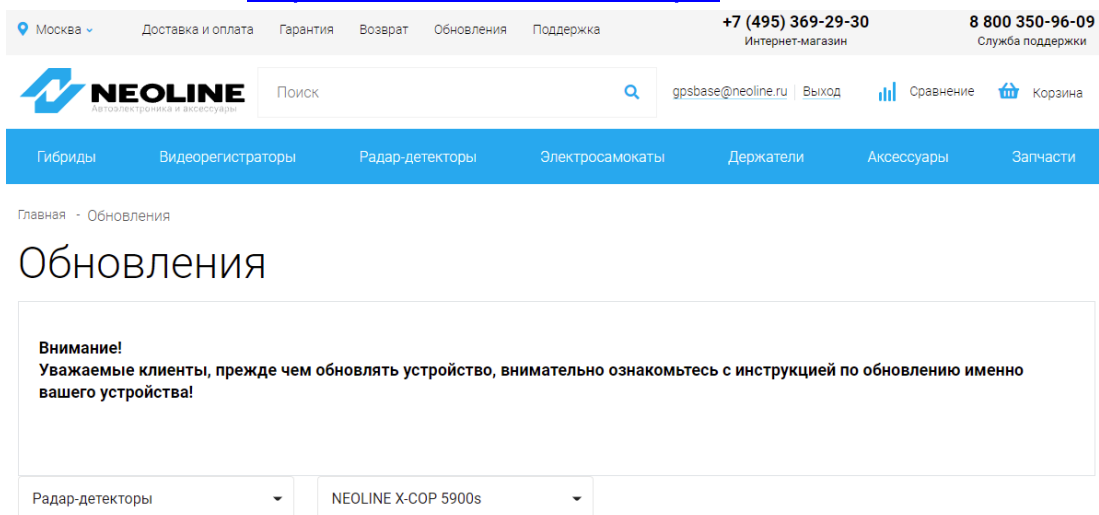 Москва Доставка и оплата Гарантия Возврат Обновления Поддержка +7 (495) 369-29-30 8 800 350-96-09
Интернет-магазин Служба поддержки
NEOLINE Поиск gpsbase@neoline.ru Выход Сравнение Корзина
Автоэлектроника и аксессуары
Гибриды Видеорегистраторы Радар-детекторы Электросамокаты Держатели Аксессуары Запчасти
Главная - Обновления
Обновления
Внимание!
Уважаемые клиенты, прежде чем обновлять устройство, внимательно ознакомьтесь с инструкцией по обновлению именно
вашего устройства!
Радар-детекторы NEOLINE X-COP 5900s